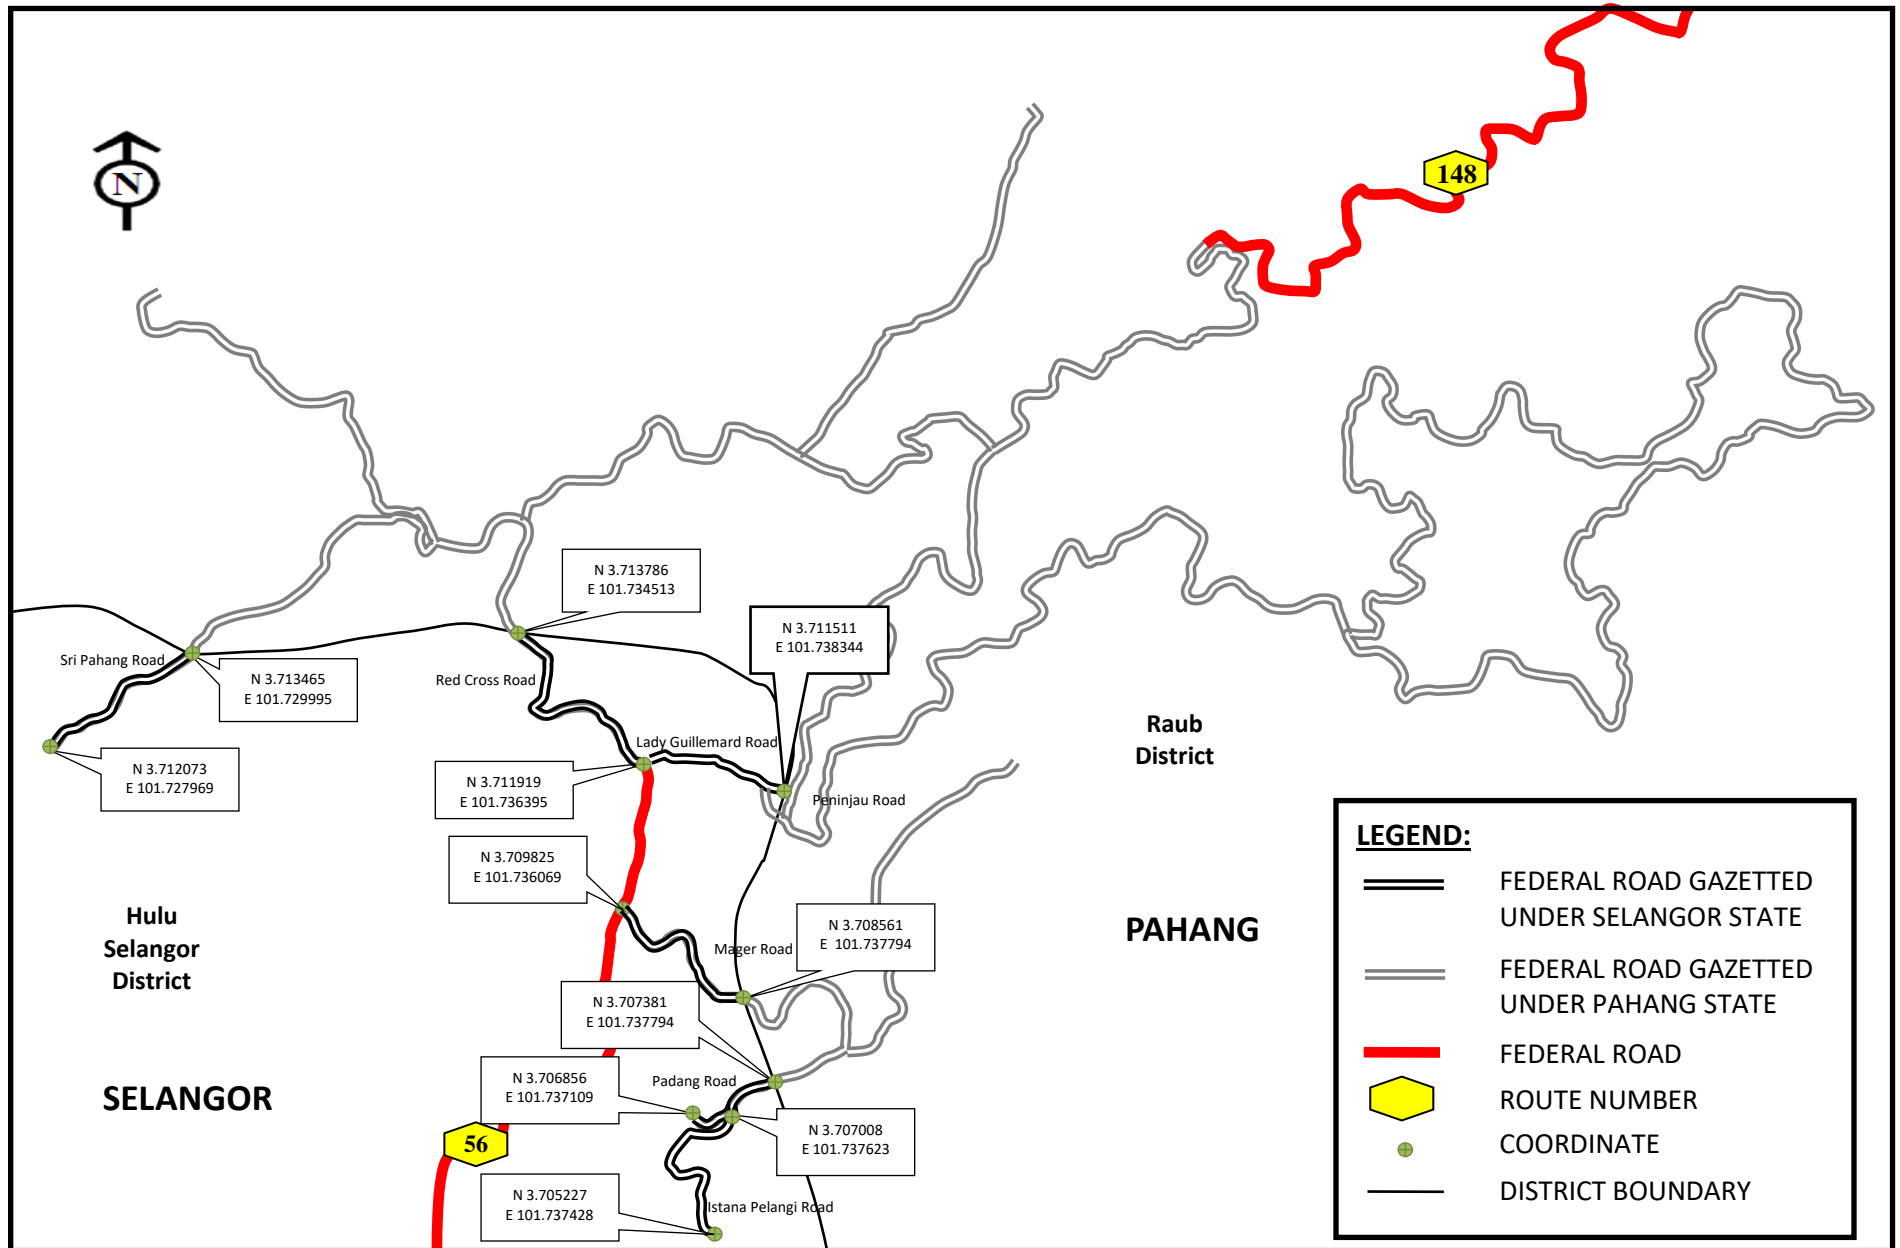 148
N
N 3.713786
E 101.734513
N 3.711511
E 101.738344
Sri Pahang Road
N 3.713465
E 101.729995
Red Cross Road
Raub
District
Lady Guillemard Road
N 3.712073
E 101.727969
N 3.711919
E 101.736395
Peninjau Road
N 3.709825
E 101.736069
Hulu
Selangor
District
N 3.708561
E 101.737794
Mager Road
PAHANG
N 3.707381
E 101.737794
SELANGOR
N 3.706856
E 101.737109
Padang Road
56
N 3.707008
E 101.737623
N 3.705227
E 101.737428
Istana Pelangi Road
LEGEND:
FEDERAL ROAD GAZETTED
UNDER SELANGOR STATE
FEDERAL ROAD GAZETTED
UNDER PAHANG STATE
FEDERAL ROAD
ROUTE NUMBER
COORDINATE
DISTRICT BOUNDARY